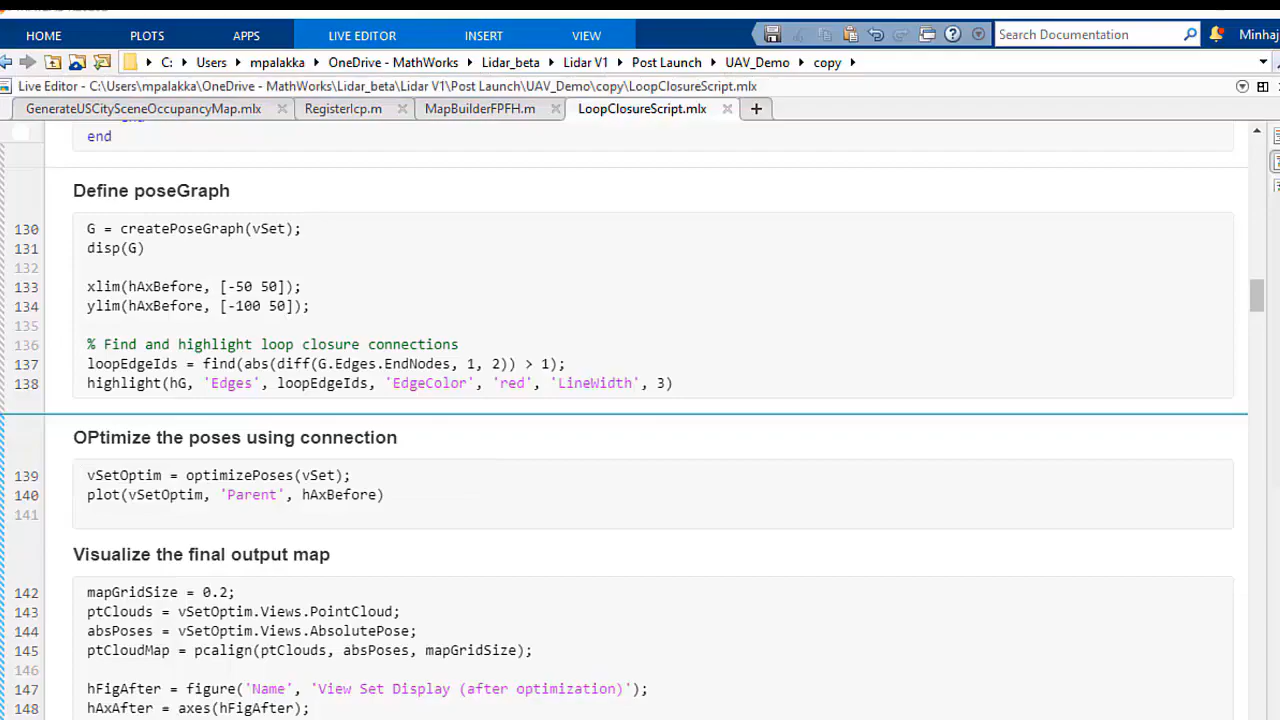 HOME PLOTS APPS LIVE EDITOR INSERT VIEW Search Documentation Minhaj
C: Users mpalakka OneDrive - MathWorks Lidar_beta Lidar V1 Post Launch UAV_Demo copy
Live Editor - C:\Users\mpalakka\OneDrive - MathWorks\Lidar_beta\Lidar V1\Post Launch\UAV_Demo\copy\LoopClosureScript.mlx
GenerateUSCitySceneOccupancyMap.mlx RegisterIcp.m MapBuilderFPFH.m LoopClosureScript.mlx
end
Define poseGraph
130 G = createPoseGraph(vSet);
131 disp(G)
132
133 xlim(hAxBefore, [-50 50]);
134 ylim(hAxBefore, [-100 50]);
135
136 % Find and highlight loop closure connections
137 loopEdgeIds = find(abs(diff(G.Edges.EndNodes, 1, 2)) > 1);
138 highlight(hG, 'Edges', loopEdgeIds, 'EdgeColor', 'red', 'LineWidth', 3)
OPtimize the poses using connection
139 vSetOptim = optimizePoses(vSet);
140 plot(vSetOptim, 'Parent', hAxBefore)
141
Visualize the final output map
142 mapGridSize = 0.2;
143 ptClouds = vSetOptim.Views.PointCloud;
144 absPoses = vSetOptim.Views.AbsolutePose;
145 ptCloudMap = pcalign(ptClouds, absPoses, mapGridSize);
146
147 hFigAfter = figure('Name', 'View Set Display (after optimization)');
148 hAxAfter = axes(hFigAfter);